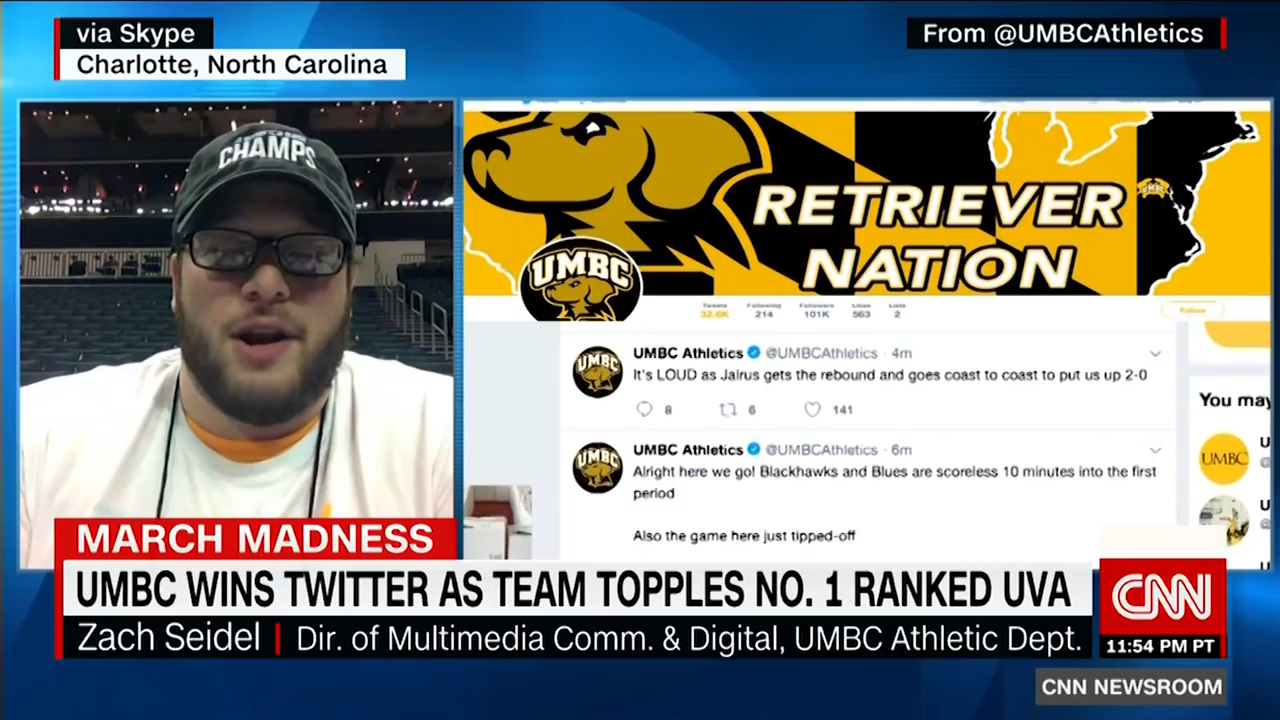 via Skype
Charlotte, North Carolina
From @UMBCAthletics
CHAMPS
RETRIEVER
NATION
UMBC
UMBC
Tweets Following Followers Likes Lists
32.6K 214 101K 563 2
Follow
UMBC
UMBC Athletics @UMBCAthletics · 4m
It's LOUD as Jairus gets the rebound and goes coast to coast to put us up 2-0
8 6 141
UMBC
UMBC Athletics @UMBCAthletics · 6m
Alright here we go! Blackhawks and Blues are scoreless 10 minutes into the first
period
Also the game here just tipped-off
You may
UMBC
MARCH MADNESS
UMBC WINS TWITTER AS TEAM TOPPLES NO. 1 RANKED UVA
Zach Seidel | Dir. of Multimedia Comm. & Digital, UMBC Athletic Dept.
CNN
11:54 PM PT
CNN NEWSROOM